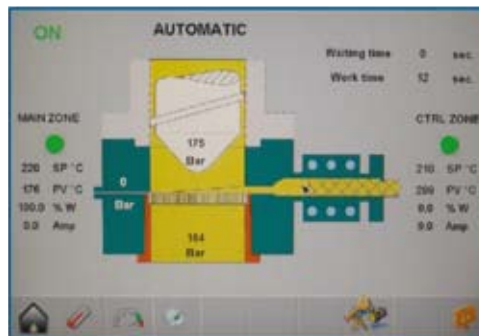 ON
AUTOMATIC
Waiting time 0 sec.
Work time 12 sec.
MAIN ZONE
220 SP °C
176 PV °C
100.0 % W
0.0 Amp
175
Bar
0
Bar
164
Bar
CTRL ZONE
210 SP °C
209 PV °C
0.0 % W
0.0 Amp